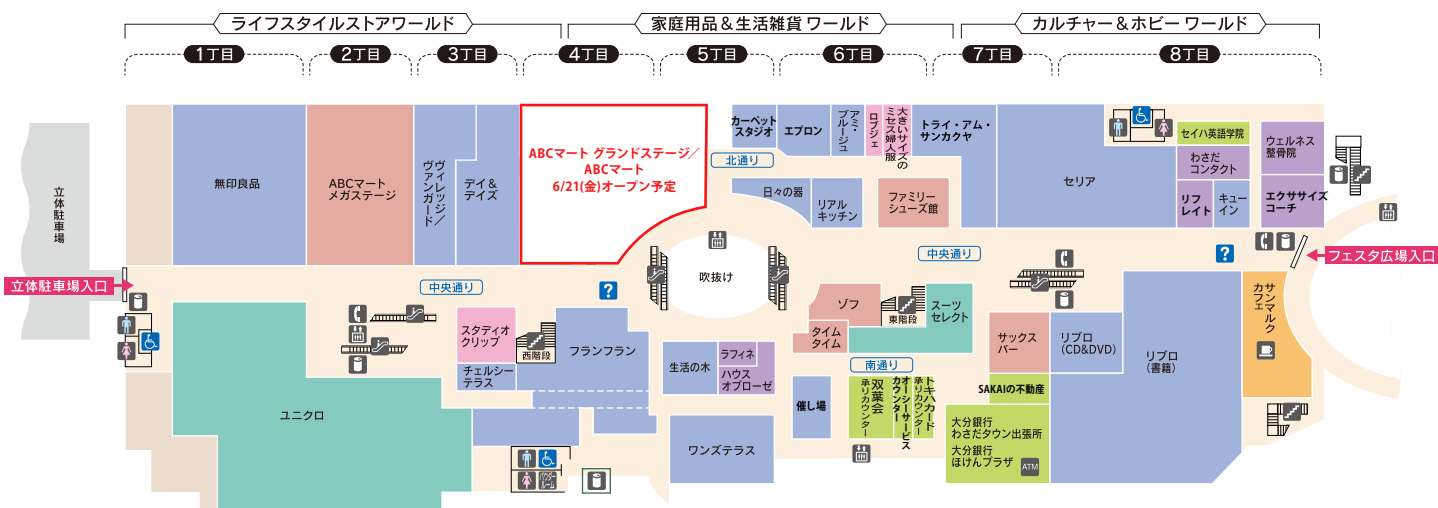 ライフスタイルストアワールド
家庭用品＆生活雑貨 ワールド
カルチャー＆ホビー ワールド
1丁目
2丁目
3丁目
4丁目
5丁目
6丁目
7丁目
8丁目
立体駐車場
立体駐車場入口
無印良品
ABCマート
メガステージ
ヴィレッジ／
ヴァンガード
デイ＆
デイズ
ABCマート グランドステージ／
ABCマート
6/21(金)オープン予定
カーペット
スタジオ
エプロン
アミ・
ブルージュ
ロブジェ
大きいサイズの
ミセス婦人服
トライ・アム・
サンカクヤ
北通り
日々の器
リアル
キッチン
ファミリー
シューズ館
セリア
セイハ英語学院
わさだ
コンタクト
リフ
レイト
キュー
イン
ウェルネス
整骨院
エクササイズ
コーチ
中央通り
吹抜け
中央通り
?
?
フェスタ広場入口
ユニクロ
スタディオ
クリップ
西階段
チェルシー
テラス
フランフラン
生活の木
ラフィネ
ハウス
オブローゼ
ワンズテラス
ゾフ
タイム
タイム
東階段
スーツ
セレクト
南通り
催し場
双葉会
承りカウンター
オーシーサービス
カウンター
トキハカード
承りカウンター
サックス
バー
リブロ
（CD&DVD）
リブロ
（書籍）
SAKAIの不動産
大分銀行
わさだタウン出張所
大分銀行
ほけんプラザ
ATM
サンマルク
カフェ